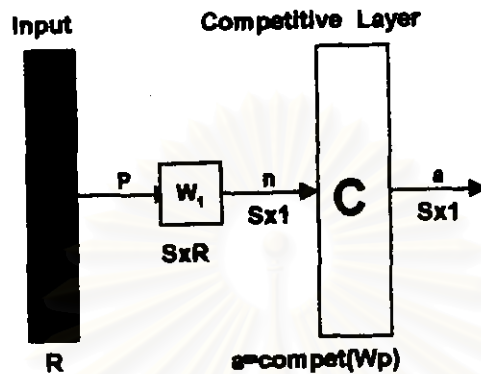 Input
Competitive Layer
P
W1
n
C
a
Sx1
Sx1
SxR
R
a=compet(Wp)